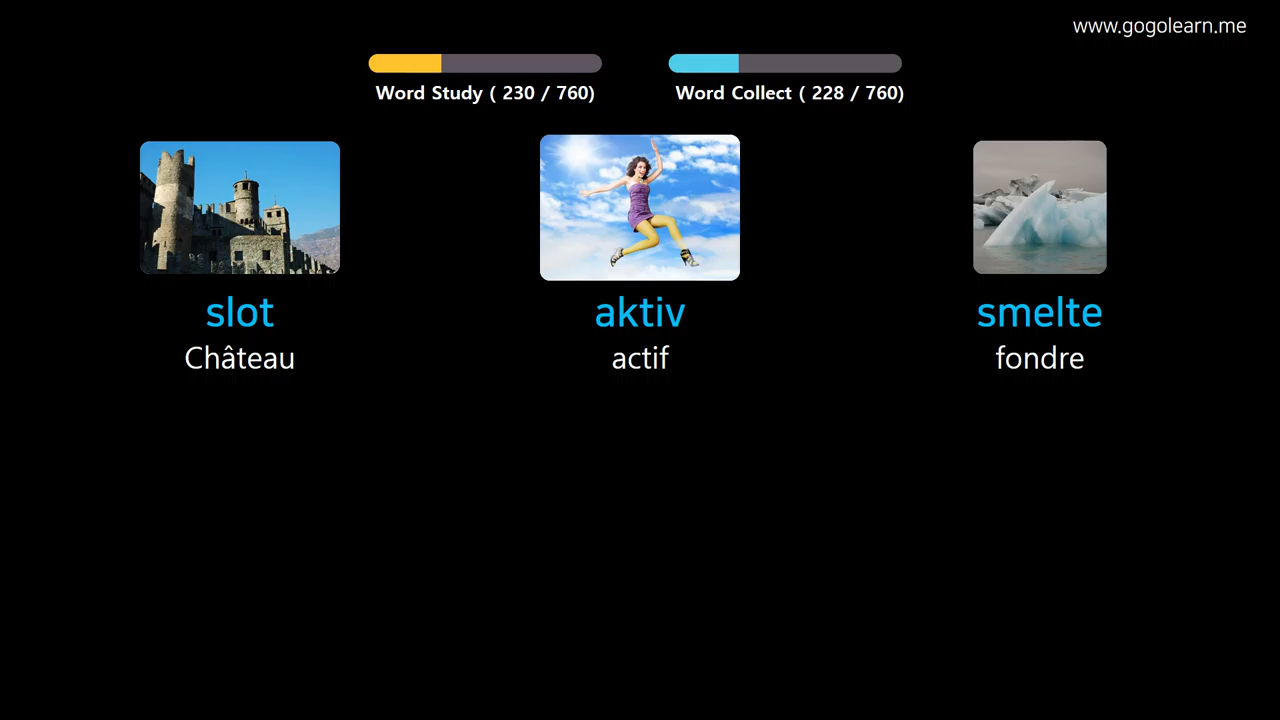 www.gogolearn.me
Word Study ( 230 / 760)
Word Collect ( 228 / 760)
slot
aktiv
smelte
Château
actif
fondre